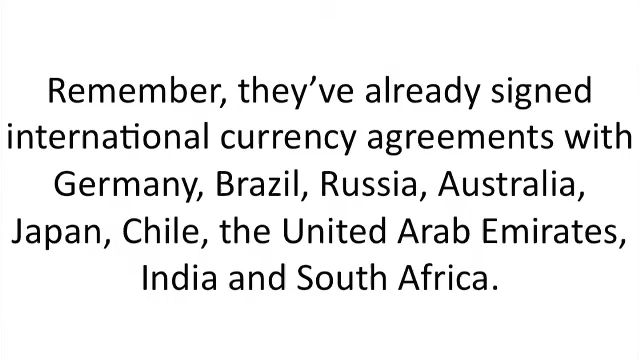 Remember, they’ve already signed
international currency agreements with
Germany, Brazil, Russia, Australia,
Japan, Chile, the United Arab Emirates,
India and South Africa.